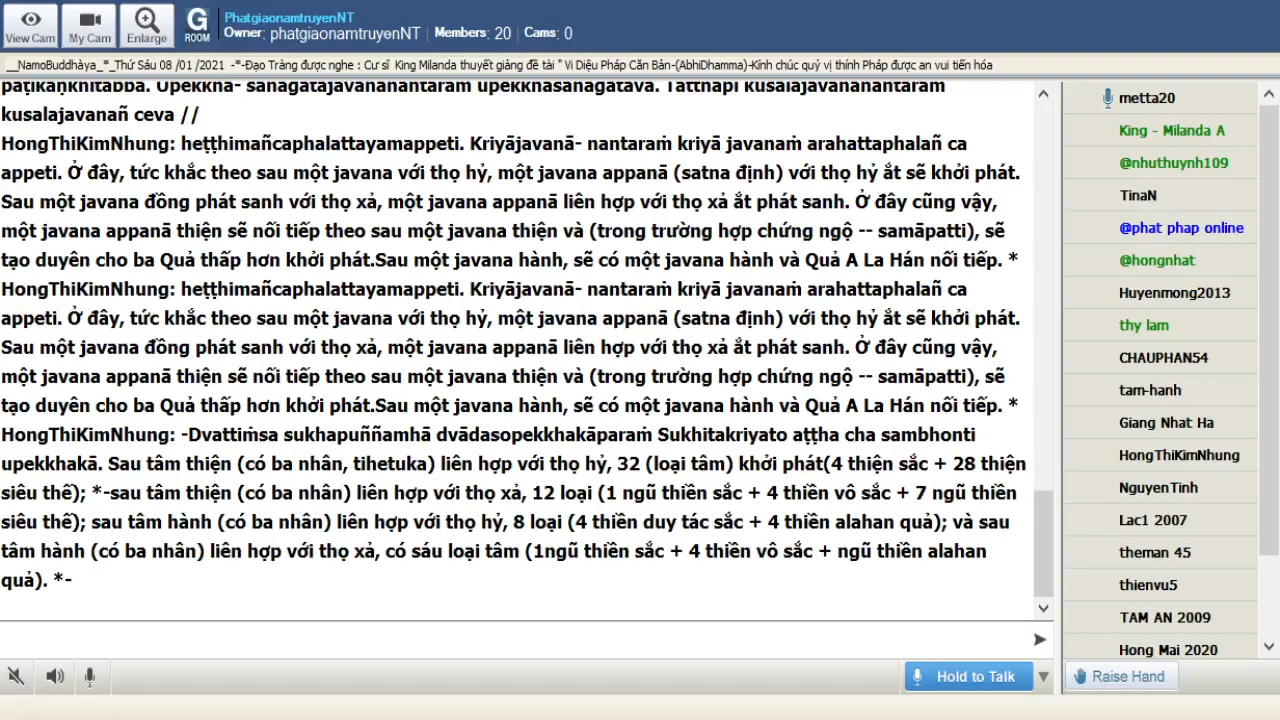 View Cam
My Cam
Enlarge
G
ROOM
PhatgiaonamtruyenNT
Owner: phatgiaonamtruyenNT | Members: 20 | Cams: 0
__NamoBuddhàya_*_Thứ Sáu 08 /01 /2021 -*-Đạo Tràng được nghe : Cư sĩ King Milanda thuyết giảng đề tài " Vi Diệu Pháp Căn Bản-(AbhiDhamma)-Kính chúc quý vị thính Pháp được an vui tiến hóa
paṭikaṅkhitabbā. Upekkhā- sahagatajavanānantaraṁ upekkhāsahagatāva. Tatthāpi kusalajavanānantaraṁ
kusalajavanañ ceva //
HongThiKimNhung: heṭṭhimañcaphalattayamappeti. Kriyājavanā- nantaraṁ kriyā javanaṁ arahattaphalañ ca
appeti. Ở đây, tức khắc theo sau một javana với thọ hỷ, một javana appanā (satna định) với thọ hỷ ắt sẽ khởi phát.
Sau một javana đồng phát sanh với thọ xả, một javana appanā liên hợp với thọ xả ắt phát sanh. Ở đây cũng vậy,
một javana appanā thiện sẽ nối tiếp theo sau một javana thiện và (trong trường hợp chứng ngộ -- samāpatti), sẽ
tạo duyên cho ba Quả thấp hơn khởi phát.Sau một javana hành, sẽ có một javana hành và Quả A La Hán nối tiếp. *
HongThiKimNhung: heṭṭhimañcaphalattayamappeti. Kriyājavanā- nantaraṁ kriyā javanaṁ arahattaphalañ ca
appeti. Ở đây, tức khắc theo sau một javana với thọ hỷ, một javana appanā (satna định) với thọ hỷ ắt sẽ khởi phát.
Sau một javana đồng phát sanh với thọ xả, một javana appanā liên hợp với thọ xả ắt phát sanh. Ở đây cũng vậy,
một javana appanā thiện sẽ nối tiếp theo sau một javana thiện và (trong trường hợp chứng ngộ -- samāpatti), sẽ
tạo duyên cho ba Quả thấp hơn khởi phát.Sau một javana hành, sẽ có một javana hành và Quả A La Hán nối tiếp. *
HongThiKimNhung: -Dvattiṁsa sukhapuññamhā dvādasopekkhakāparaṁ Sukhitakriyato aṭṭha cha sambhonti
upekkhakā. Sau tâm thiện (có ba nhân, tihetuka) liên hợp với thọ hỷ, 32 (loại tâm) khởi phát(4 thiện sắc + 28 thiện
siêu thế); *-sau tâm thiện (có ba nhân) liên hợp với thọ xả, 12 loại (1 ngũ thiền sắc + 4 thiền vô sắc + 7 ngũ thiền
siêu thế); sau tâm hành (có ba nhân) liên hợp với thọ hỷ, 8 loại (4 thiền duy tác sắc + 4 thiền alahan quả); và sau
tâm hành (có ba nhân) liên hợp với thọ xả, có sáu loại tâm (1ngũ thiền sắc + 4 thiền vô sắc + ngũ thiền alahan
quả). *-
metta20
King - Milanda A
@nhuthuynh109
TinaN
@phat phap online
@hongnhat
Huyenmong2013
thy lam
CHAUPHAN54
tam-hanh
Giang Nhat Ha
HongThiKimNhung
NguyenTinh
Lac1 2007
theman 45
thienvu5
TAM AN 2009
Hong Mai 2020
Hold to Talk
Raise Hand